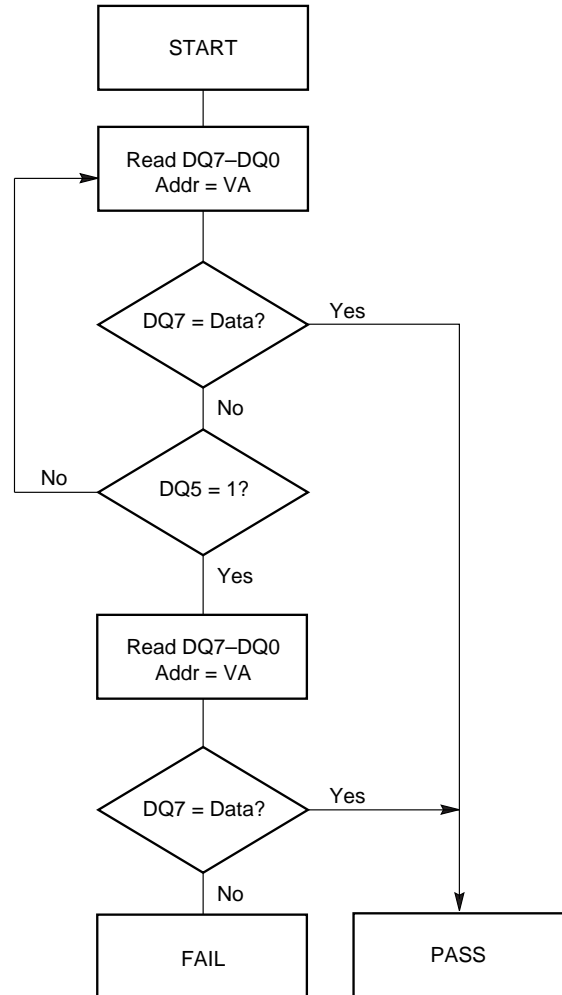 START
Read DQ7–DQ0
Addr = VA
DQ7 = Data?
Yes
No
DQ5 = 1?
No
Yes
Read DQ7–DQ0
Addr = VA
DQ7 = Data?
Yes
No
FAIL
PASS